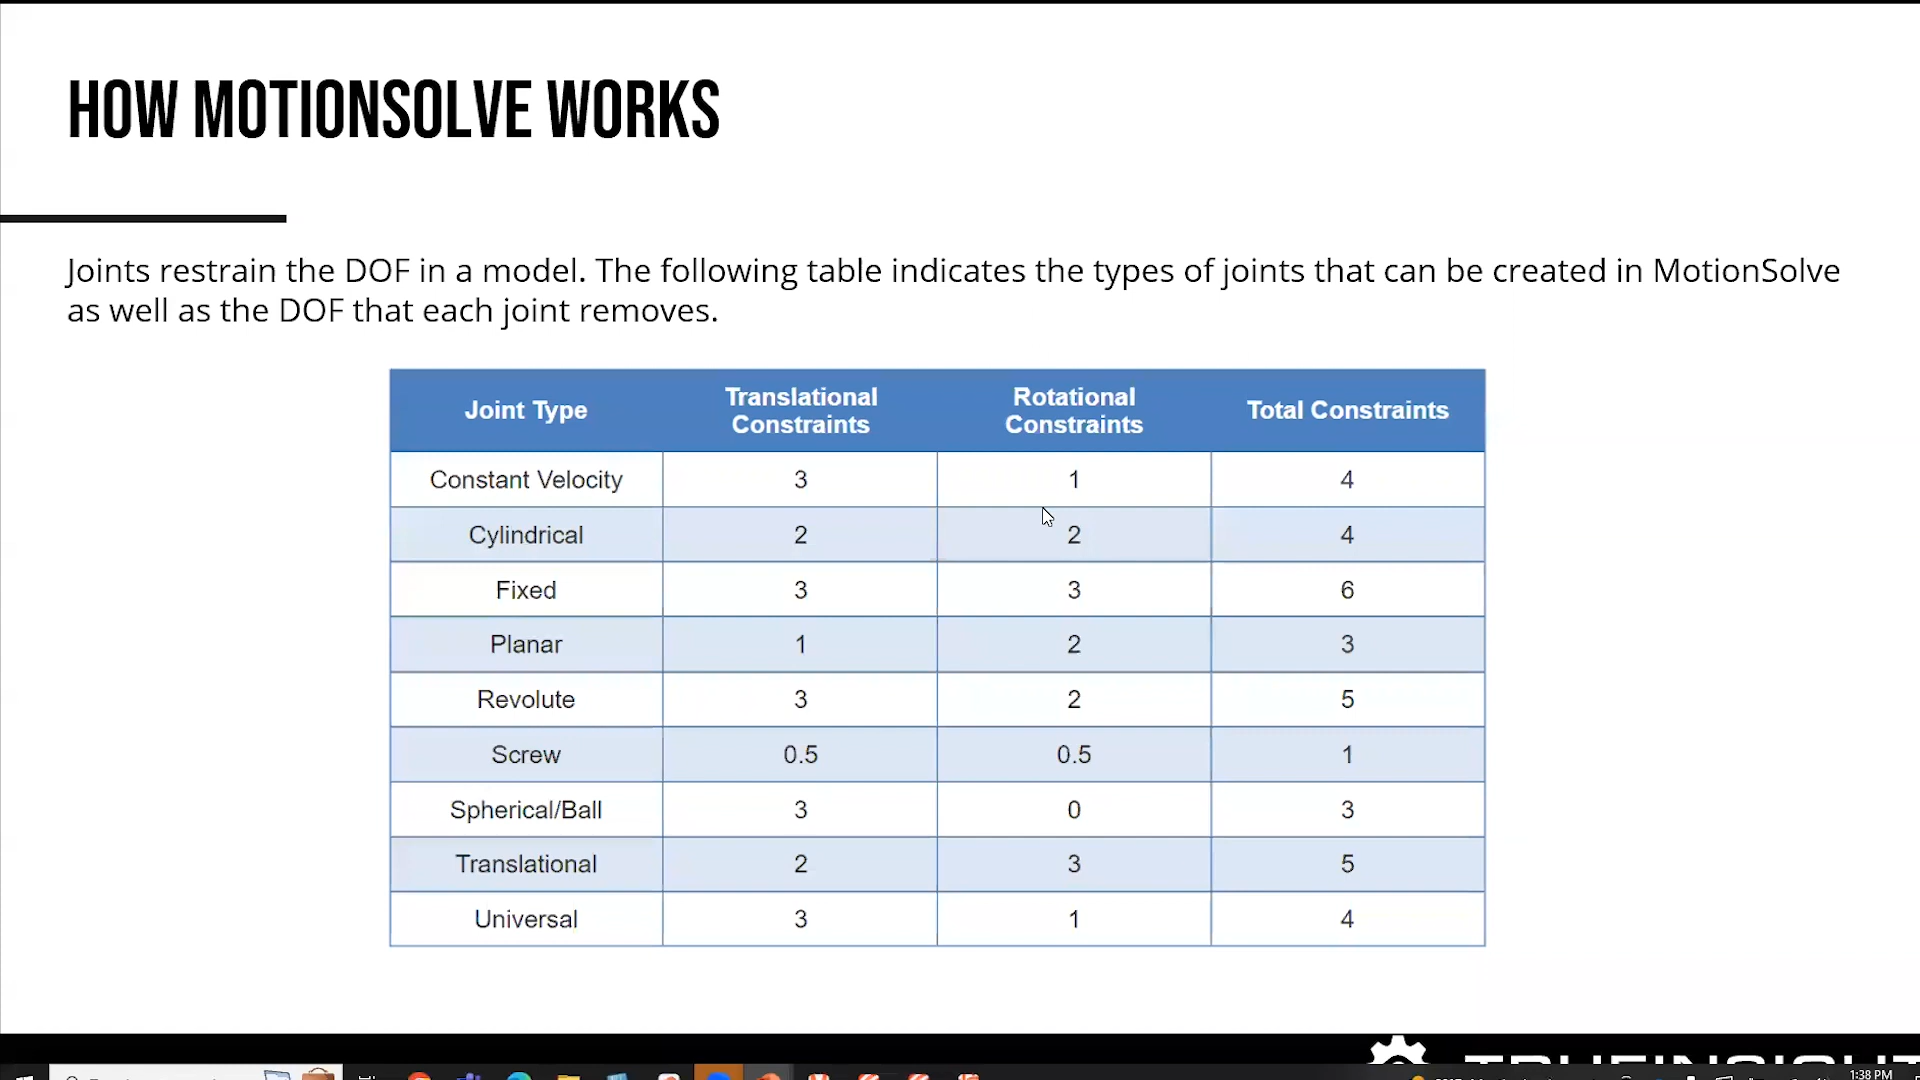 HOW MOTIONSOLVE WORKS
Joints restrain the DOF in a model. The following table indicates the types of joints that can be created in MotionSolve
as well as the DOF that each joint removes.
Joint Type Translational Constraints Rotational Constraints Total Constraints
Constant Velocity 3 1 4
Cylindrical 2 2 4
Fixed 3 3 6
Planar 1 2 3
Revolute 3 2 5
Screw 0.5 0.5 1
Spherical/Ball 3 0 3
Translational 2 3 5
Universal 3 1 4
1:38 PM